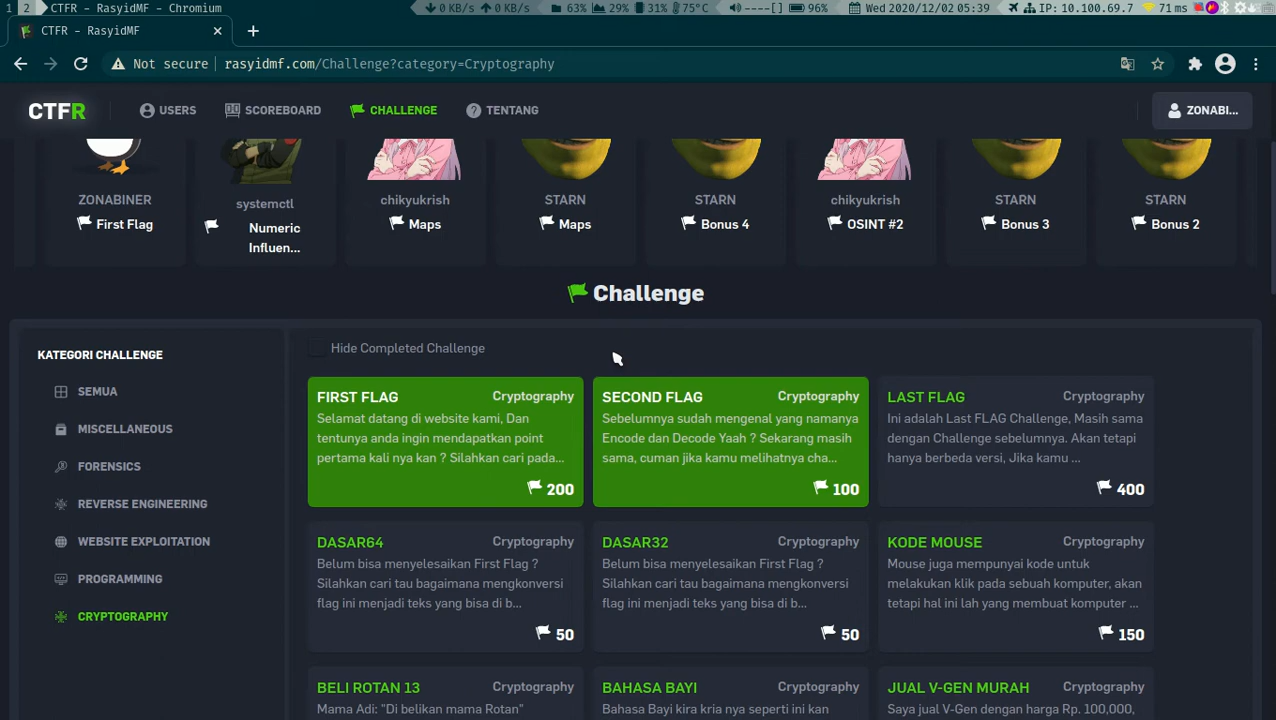 1 2 CTFR - RasyidMF - Chromium 0 KB/s 0 KB/s 63% 29% 31% 75°C ----[] 96% Wed 2020/12/02 05:39 IP: 10.100.69.7 71 ms
CTFR - RasyidMF
Not secure rasyidmf.com/Challenge?category=Cryptography
CTFR USERS SCOREBOARD CHALLENGE TENTANG ZONABI...
ZONABINER
First Flag
systemctl
Numeric
Influen...
chikyukrish
Maps
STARN
Maps
STARN
Bonus 4
chikyukrish
OSINT #2
STARN
Bonus 3
STARN
Bonus 2
Challenge
KATEGORI CHALLENGE
SEMUA
MISCELLANEOUS
FORENSICS
REVERSE ENGINEERING
WEBSITE EXPLOITATION
PROGRAMMING
CRYPTOGRAPHY
Hide Completed Challenge
FIRST FLAG Cryptography
Selamat datang di website kami, Dan
tentunya anda ingin mendapatkan point
pertama kali nya kan ? Silahkan cari pada...
200
SECOND FLAG Cryptography
Sebelumnya sudah mengenal yang namanya
Encode dan Decode Yaah ? Sekarang masih
sama, cuman jika kamu melihatnya cha...
100
LAST FLAG Cryptography
Ini adalah Last FLAG Challenge, Masih sama
dengan Challenge sebelumnya. Akan tetapi
hanya berbeda versi, Jika kamu ...
400
DASAR64 Cryptography
Belum bisa menyelesaikan First Flag ?
Silahkan cari tau bagaimana mengkonversi
flag ini menjadi teks yang bisa di b...
50
DASAR32 Cryptography
Belum bisa menyelesaikan First Flag ?
Silahkan cari tau bagaimana mengkonversi
flag ini menjadi teks yang bisa di b...
50
KODE MOUSE Cryptography
Mouse juga mempunyai kode untuk
melakukan klik pada sebuah komputer, akan
tetapi hal ini lah yang membuat komputer ...
150
BELI ROTAN 13 Cryptography
Mama Adi: "Di belikan mama Rotan"
BAHASA BAYI Cryptography
Bahasa Bayi kira kria nya seperti ini kan
JUAL V-GEN MURAH Cryptography
Saya jual V-Gen dengan harga Rp. 100,000,